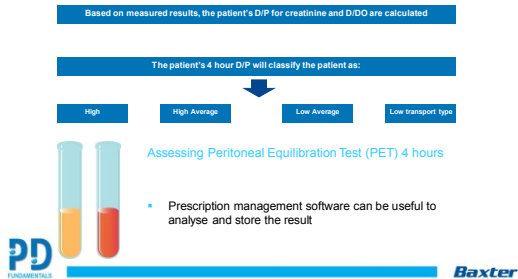 Based on measured results, the patient's D/P for creatinine and D/DO are calculated
The patient's 4 hour D/P will classify the patient as:
High
High Average
Low Average
Low transport type
Assessing Peritoneal Equilibration Test (PET) 4 hours
▪ Prescription management software can be useful to
analyse and store the result
PD
FUNDAMENTALS
Baxter